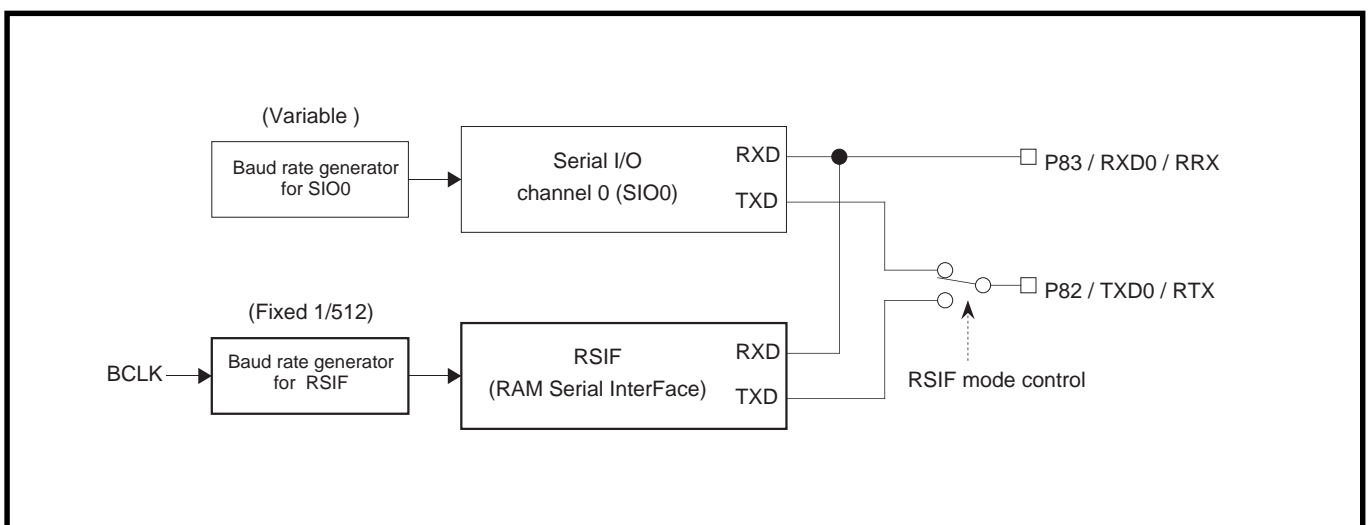 (Variable )
Baud rate generator
for SIO0
Serial I/O
channel 0 (SIO0)
RXD
TXD
P83 / RXD0 / RRX
P82 / TXD0 / RTX
RSIF mode control
(Fixed 1/512)
BCLK
Baud rate generator
for RSIF
RSIF
(RAM Serial InterFace)
RXD
TXD